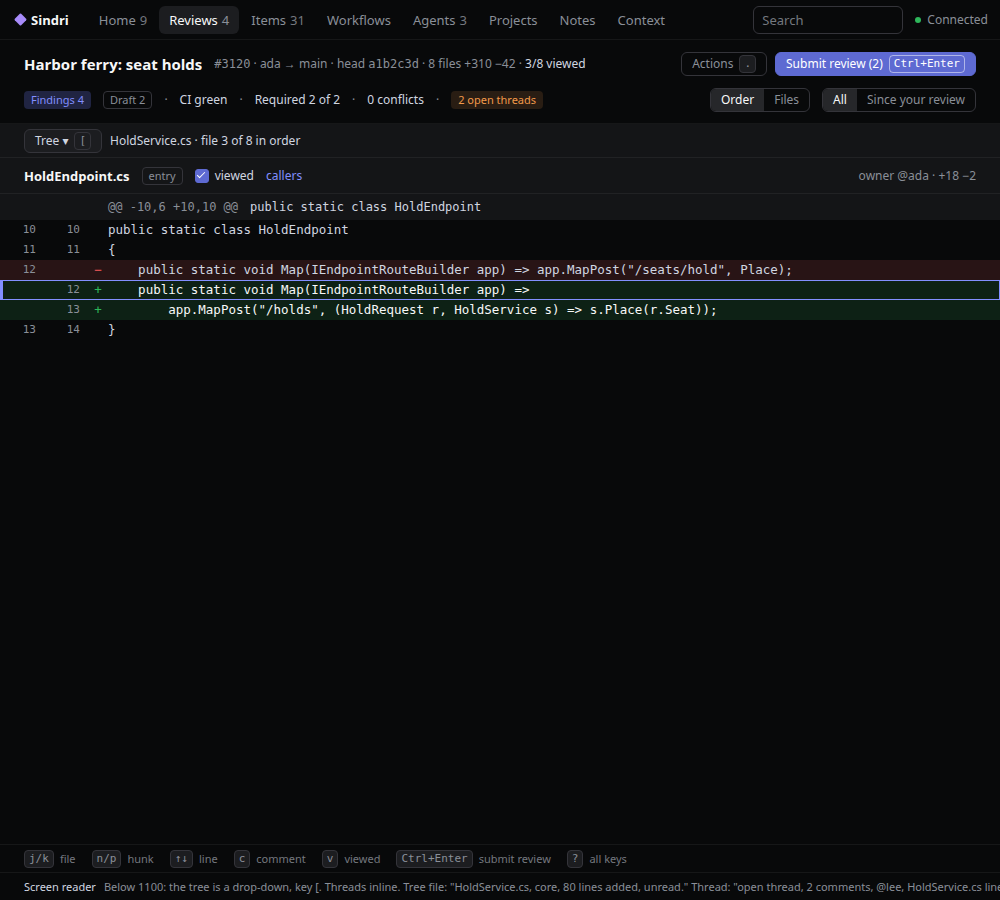 Sindri Home 9 Reviews 4 Items 31 Workflows Agents 3 Projects Notes Context Search Connected
Harbor ferry: seat holds #3120 · ada → main · head a1b2c3d · 8 files +310 −42 · 3/8 viewed Actions . Submit review (2) Ctrl+Enter
Findings 4 Draft 2 · CI green · Required 2 of 2 · 0 conflicts · 2 open threads Order Files All Since your review
Tree ▾ [ HoldService.cs · file 3 of 8 in order
HoldEndpoint.cs entry viewed callers owner @ada · +18 −2
@@ -10,6 +10,10 @@ public static class HoldEndpoint
10 10 public static class HoldEndpoint
11 11 {
12 − public static void Map(IEndpointRouteBuilder app) => app.MapPost("/seats/hold", Place);
12 + public static void Map(IEndpointRouteBuilder app) =>
13 + app.MapPost("/holds", (HoldRequest r, HoldService s) => s.Place(r.Seat));
13 14 }
j/k file n/p hunk ↑↓ line c comment v viewed Ctrl+Enter submit review ? all keys
Screen reader Below 1100: the tree is a drop-down, key [. Threads inline. Tree file: "HoldService.cs, core, 80 lines added, unread." Thread: "open thread, 2 comments, @lee, HoldService.cs line